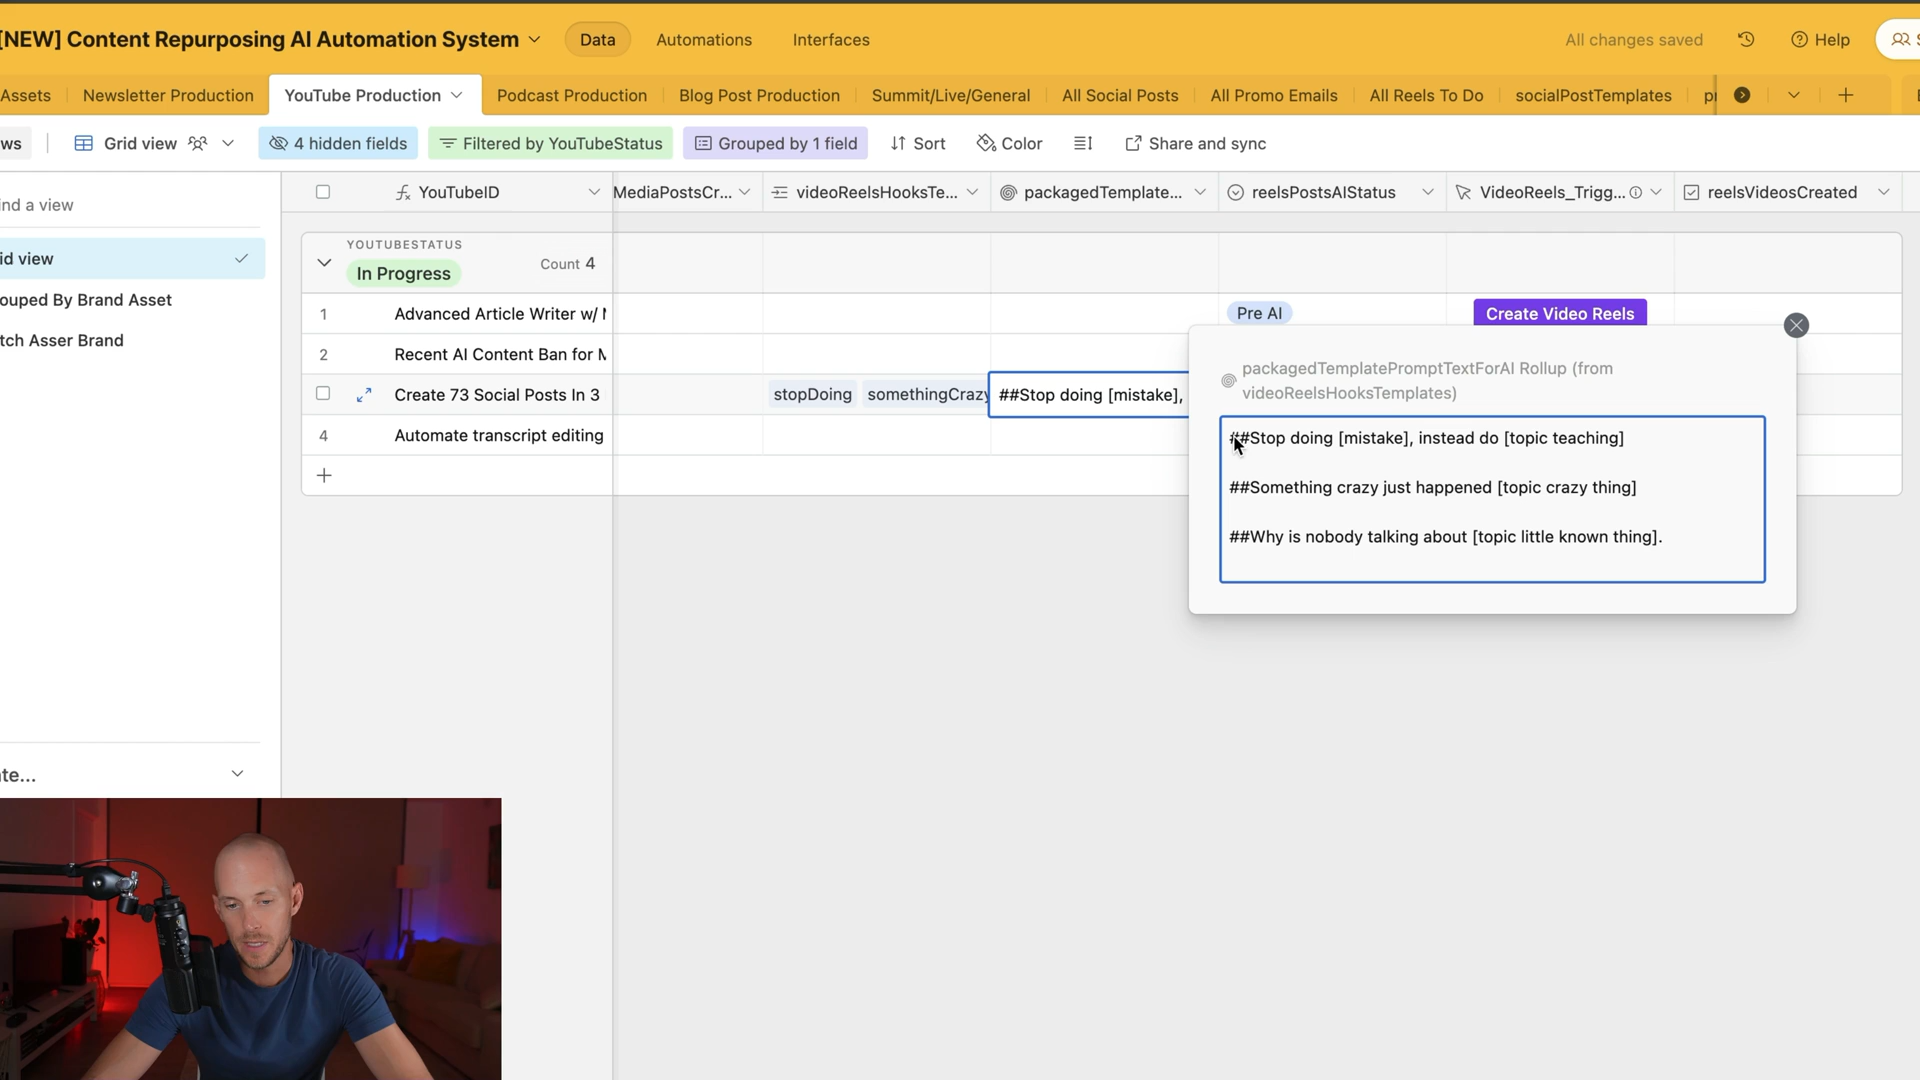 [NEW] Content Repurposing AI Automation System
Data
Automations
Interfaces
All changes saved
Help
Assets
Newsletter Production
YouTube Production
Podcast Production
Blog Post Production
Summit/Live/General
All Social Posts
All Promo Emails
All Reels To Do
socialPostTemplates
ws
Grid view
4 hidden fields
Filtered by YouTubeStatus
Grouped by 1 field
Sort
Color
Share and sync
ind a view
YouTubeID
MediaPostsCr...
videoReelsHooksTe...
packagedTemplate...
reelsPostsAIStatus
VideoReels_Trigg...
reelsVideosCreated
id view
ouped By Brand Asset
tch Asser Brand
YOUTUBESTATUS
In Progress
Count 4
1 Advanced Article Writer w/
Pre AI
Create Video Reels
2 Recent AI Content Ban for
Create 73 Social Posts In 3
stopDoing
somethingCrazy
##Stop doing [mistake],
4 Automate transcript editing
packagedTemplatePromptTextForAI Rollup (from
videoReelsHooksTemplates)
##Stop doing [mistake], instead do [topic teaching]
##Something crazy just happened [topic crazy thing]
##Why is nobody talking about [topic little known thing].
te...